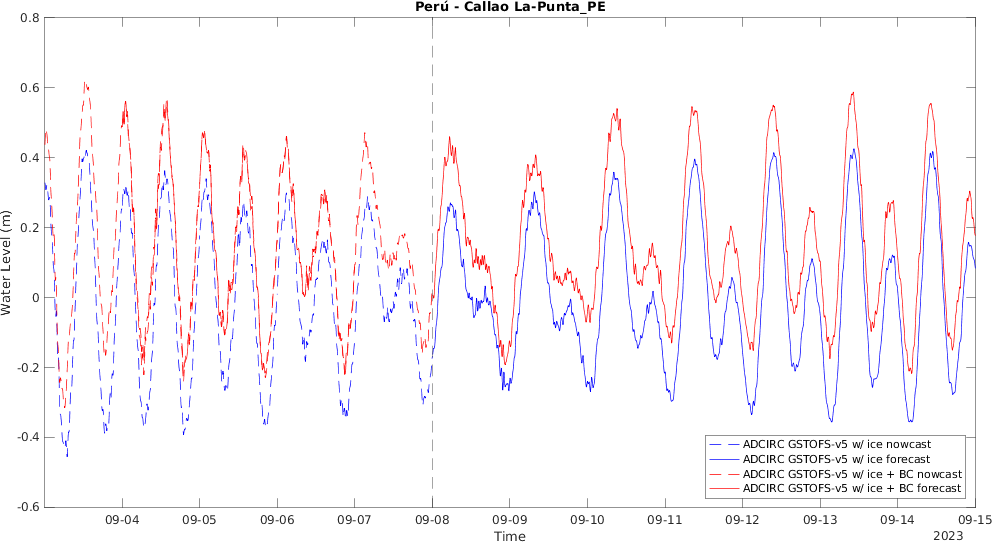 Perú - Callao La-Punta_PE
Water Level (m)
0.8
0.6
0.4
0.2
0
-0.2
-0.4
-0.6
ADCIRC GSTOFS-v5 w/ ice nowcast
ADCIRC GSTOFS-v5 w/ ice forecast
ADCIRC GSTOFS-v5 w/ ice + BC nowcast
ADCIRC GSTOFS-v5 w/ ice + BC forecast
09-04 09-05 09-06 09-07 09-08 09-09 09-10 09-11 09-12 09-13 09-14 09-15
Time
2023